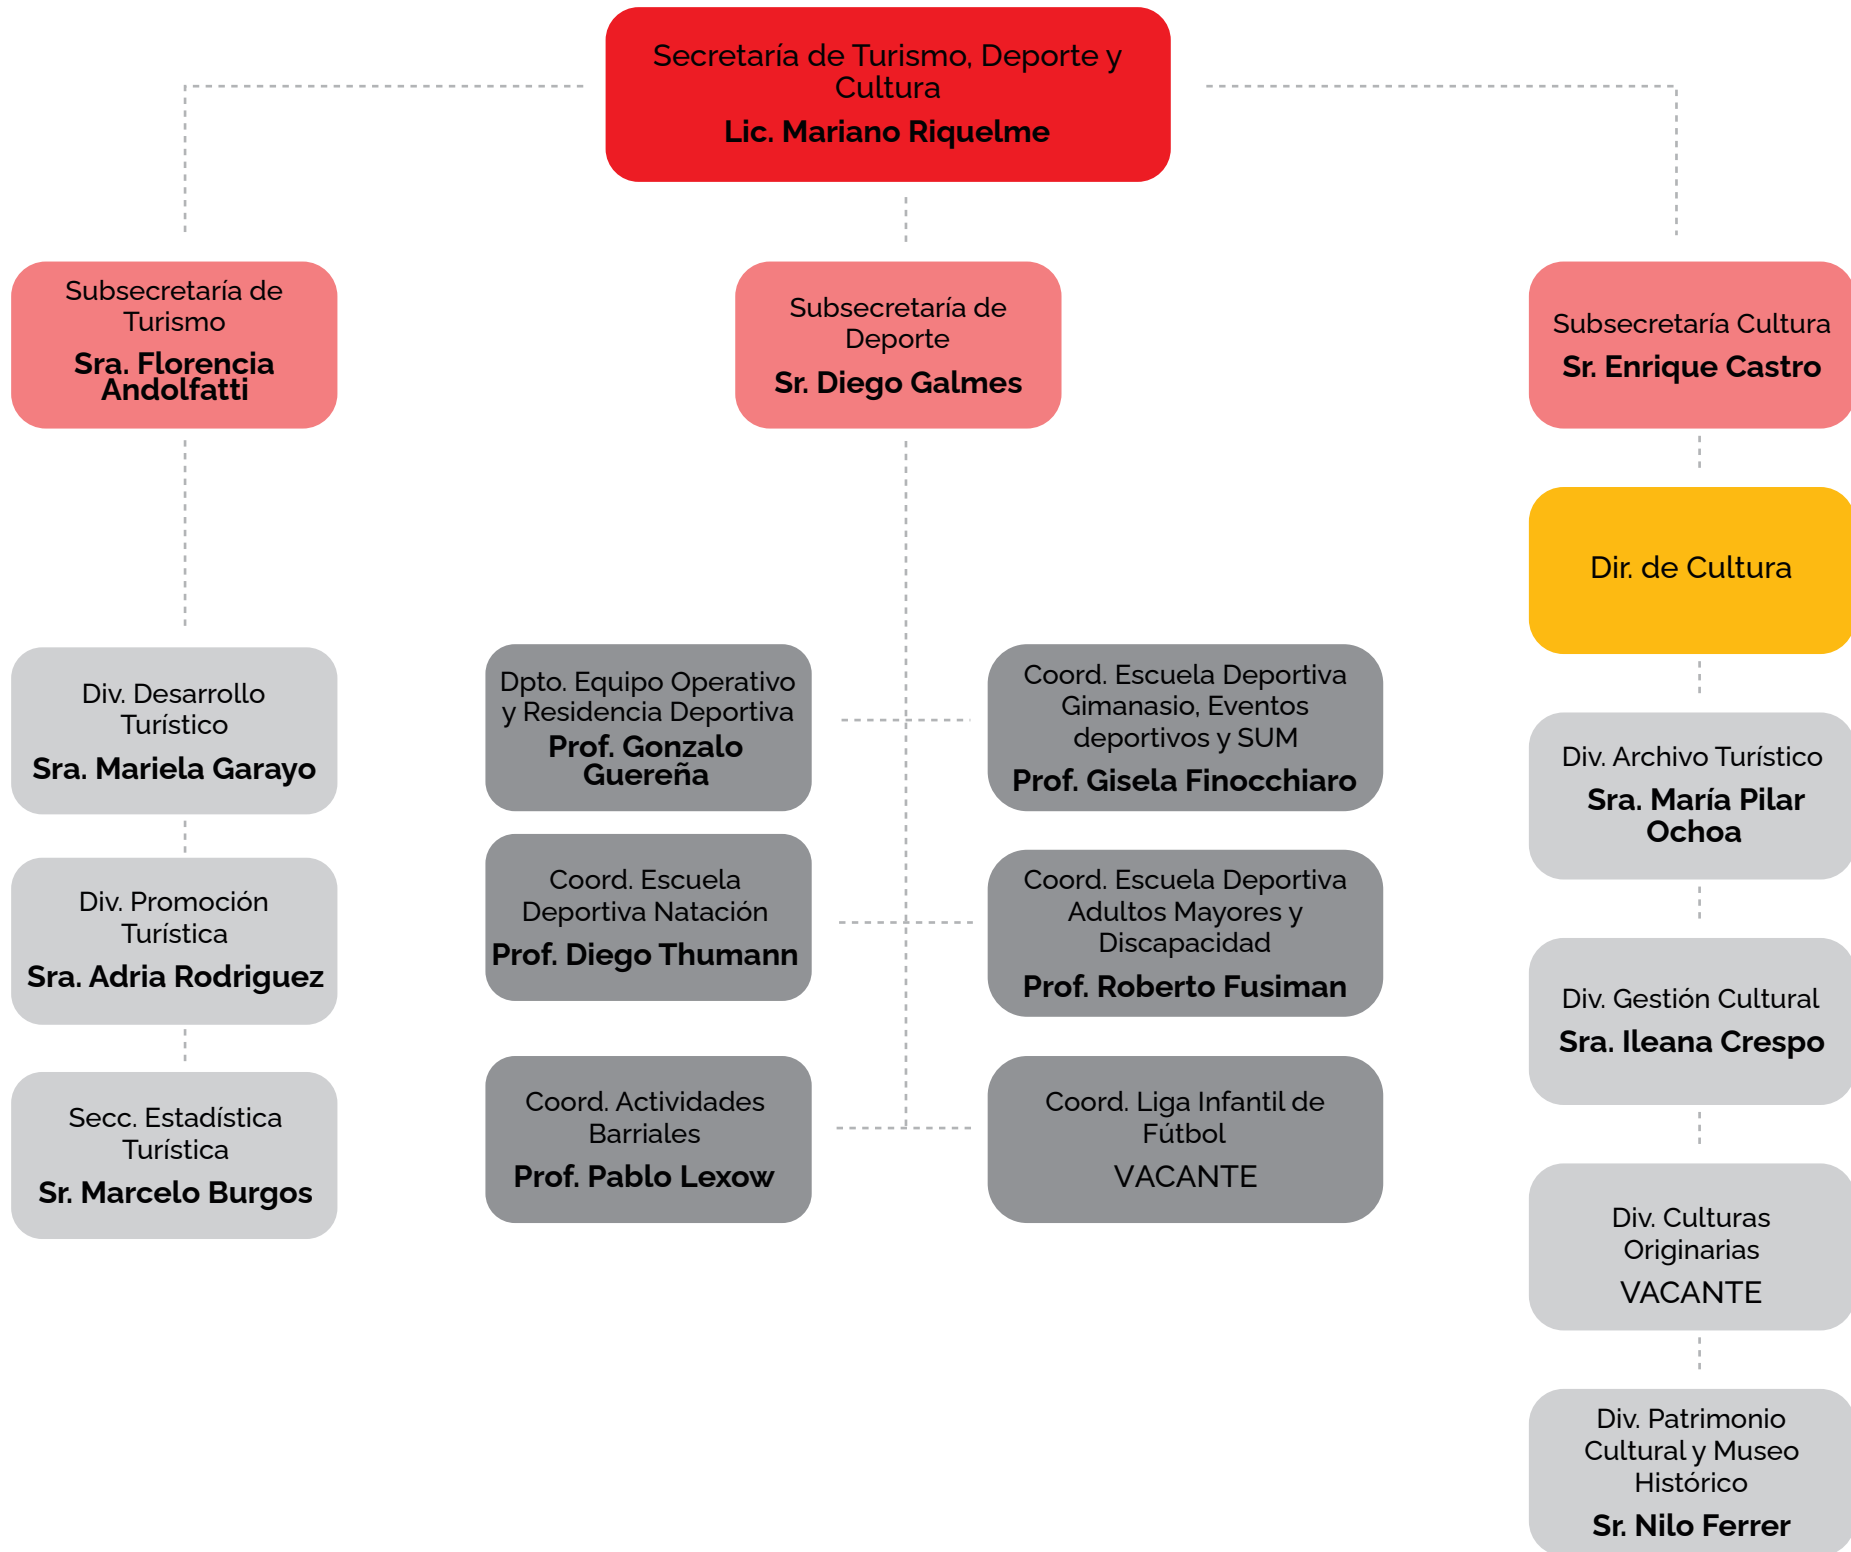 Secretaría de Turismo, Deporte y
Cultura
Lic. Mariano Riquelme
Subsecretaría de
Turismo
Sra. Florencia
Andolfatti
Subsecretaría de
Deporte
Sr. Diego Galmes
Subsecretaría Cultura
Sr. Enrique Castro
Dir. de Cultura
Div. Desarrollo
Turístico
Sra. Mariela Garayo
Dpto. Equipo Operativo
y Residencia Deportiva
Prof. Gonzalo
Guereña
Coord. Escuela Deportiva
Gimanasio, Eventos
deportivos y SUM
Prof. Gisela Finocchiaro
Div. Archivo Turístico
Sra. María Pilar
Ochoa
Div. Promoción
Turística
Sra. Adria Rodriguez
Coord. Escuela
Deportiva Natación
Prof. Diego Thumann
Coord. Escuela Deportiva
Adultos Mayores y
Discapacidad
Prof. Roberto Fusiman
Div. Gestión Cultural
Sra. Ileana Crespo
Secc. Estadística
Turística
Sr. Marcelo Burgos
Coord. Actividades
Barriales
Prof. Pablo Lexow
Coord. Liga Infantil de
Fútbol
VACANTE
Div. Culturas
Originarias
VACANTE
Div. Patrimonio
Cultural y Museo
Histórico
Sr. Nilo Ferrer